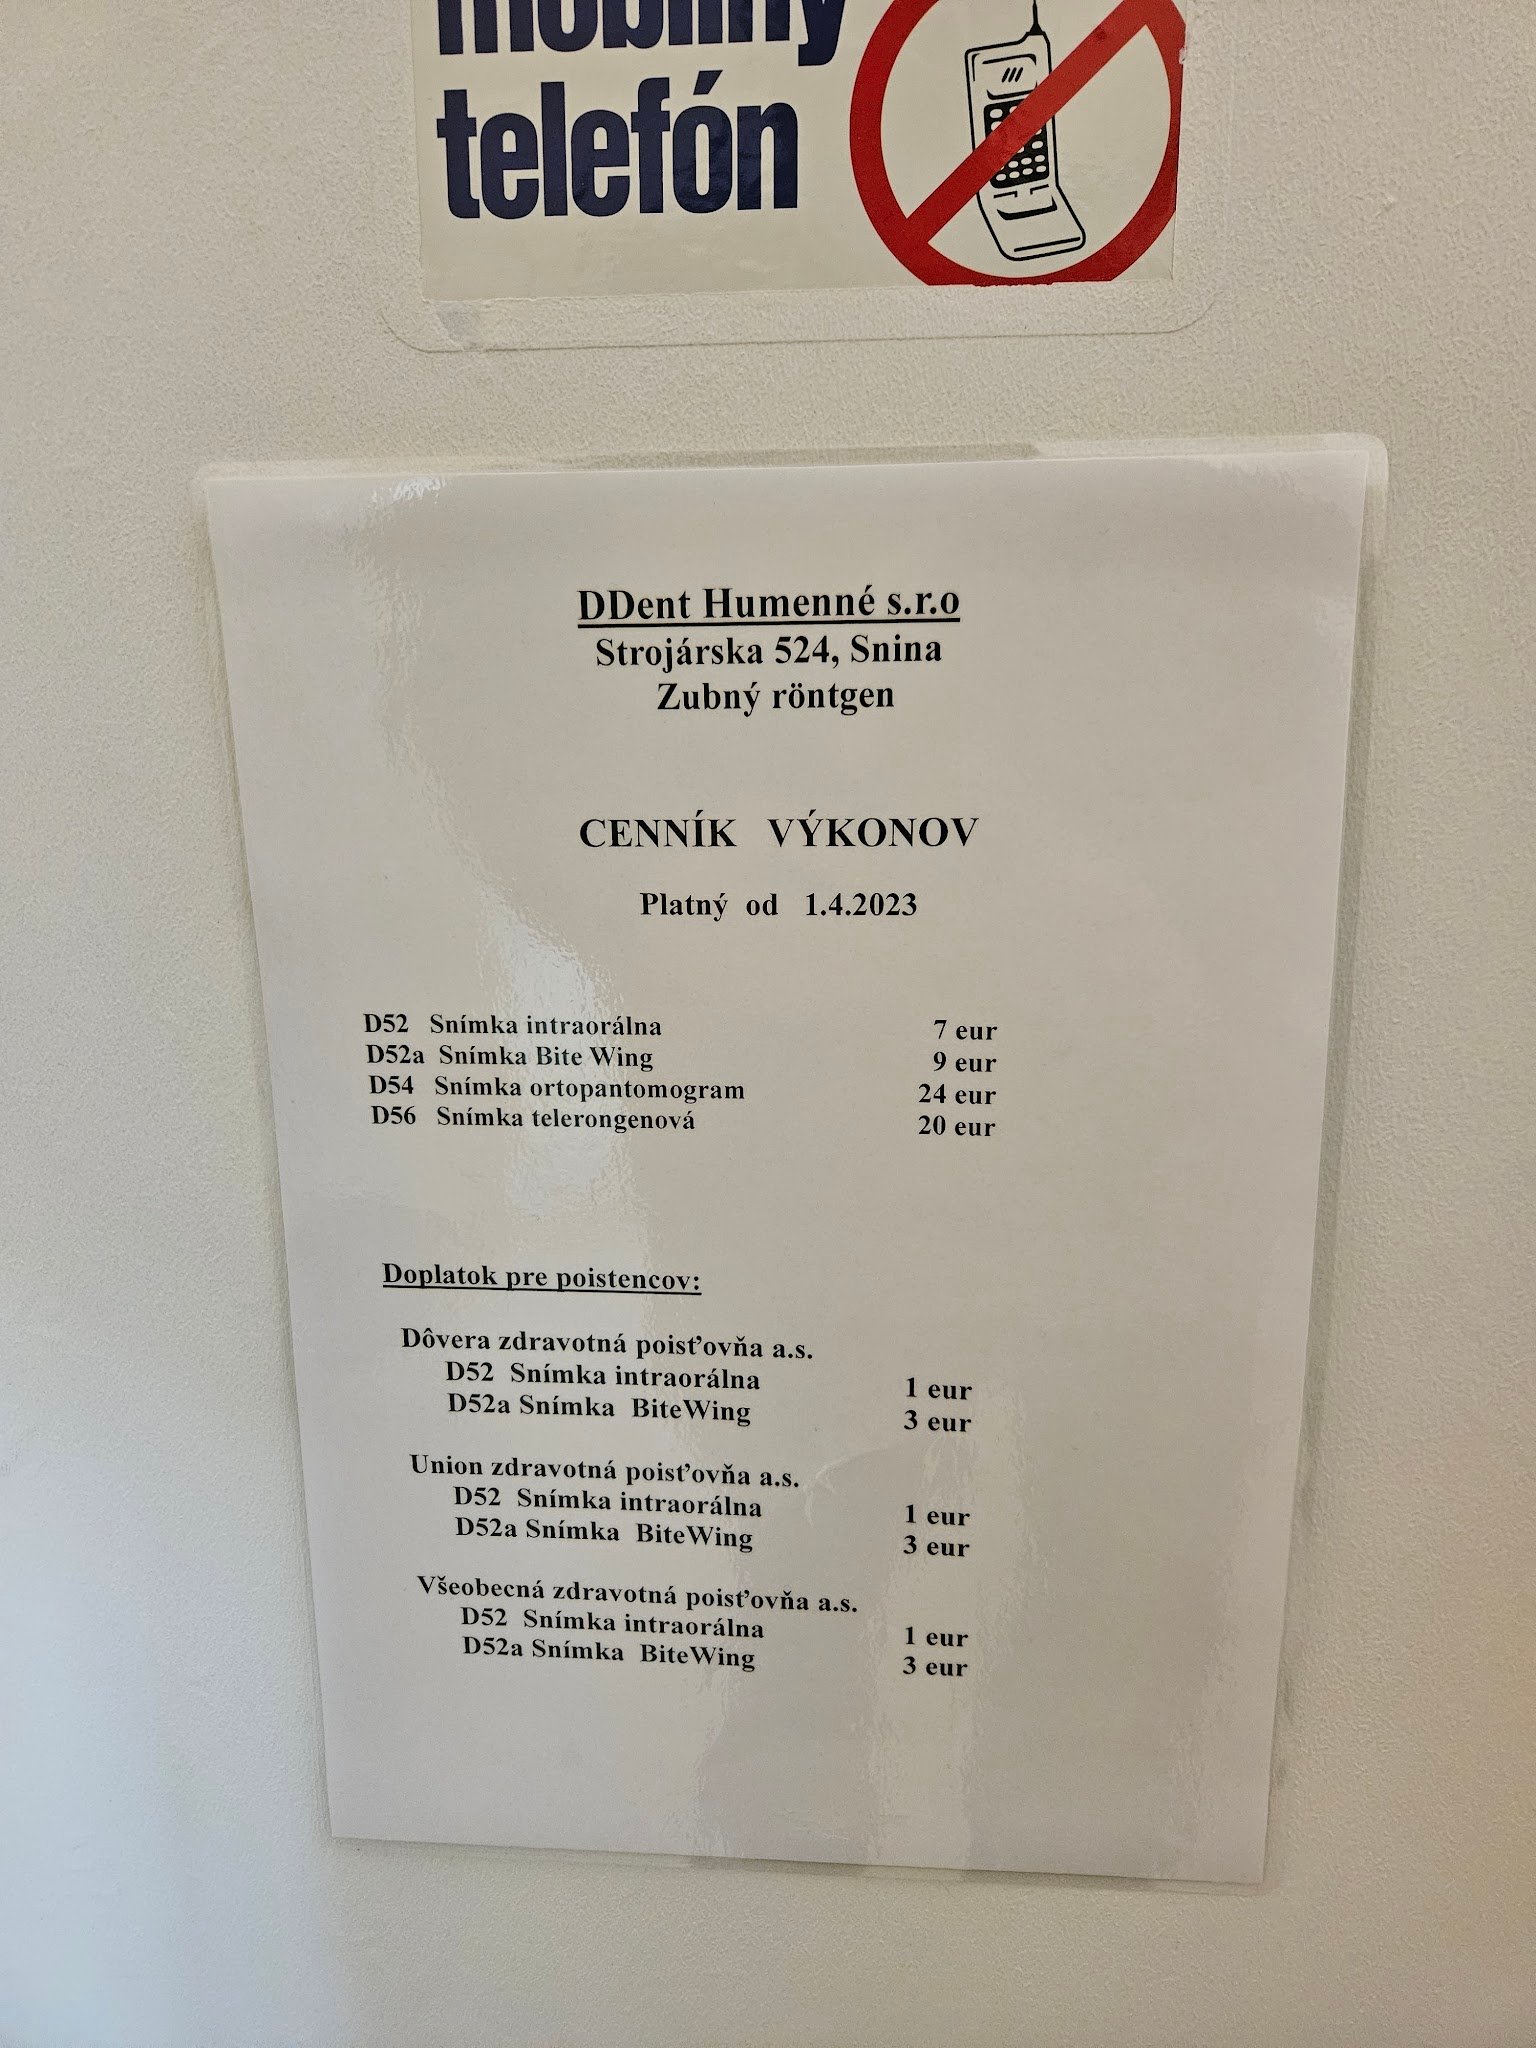 mobilný
telefón
DDent Humenné s.r.o
Strojárska 524, Snina
Zubný röntgen
CENNÍK VÝKONOV
Platný od 1.4.2023
D52 Snímka intraorálna 7 eur
D52a Snímka Bite Wing 9 eur
D54 Snímka ortopantomogram 24 eur
D56 Snímka telerongenová 20 eur
Doplatok pre poistencov:
Dôvera zdravotná poisťovňa a.s.
D52 Snímka intraorálna 1 eur
D52a Snímka BiteWing 3 eur
Union zdravotná poisťovňa a.s.
D52 Snímka intraorálna 1 eur
D52a Snímka BiteWing 3 eur
Všeobecná zdravotná poisťovňa a.s.
D52 Snímka intraorálna 1 eur
D52a Snímka BiteWing 3 eur